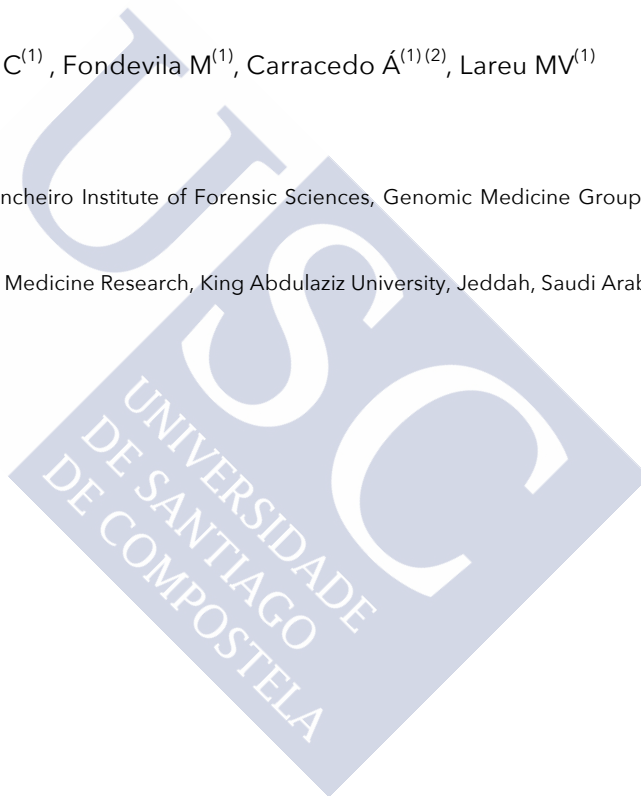 C(1) , Fondevila M(1), Carracedo Á(1) (2), Lareu MV(1)
ncheiro Institute of Forensic Sciences, Genomic Medicine Group
Medicine Research, King Abdulaziz University, Jeddah, Saudi Arab
USC
UNIVERSIDADE
DE SANTIAGO
DE COMPOSTELA